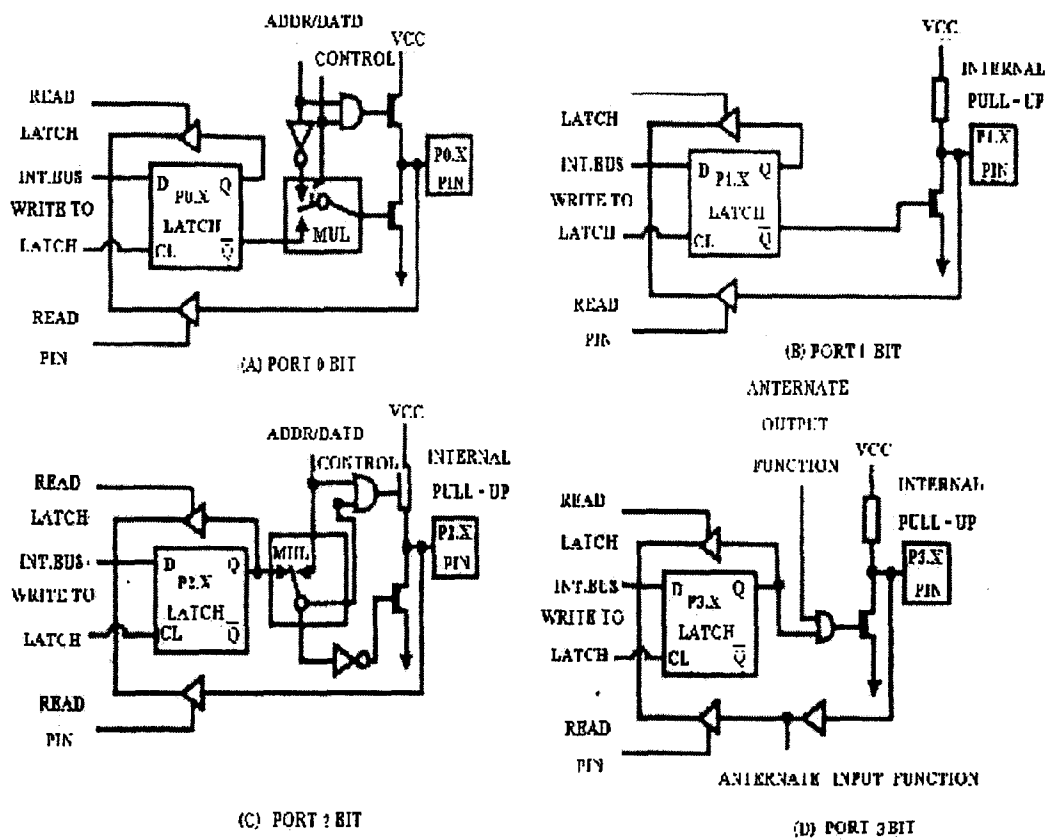 ADDR/DATD
CONTROL
VCC
READ
LATCH
INT.BUS
WRITE TO
LATCH
D
P0.X
Q
LATCH
CL
Q
MUL
P0.X
PIN
READ
PIN
(A) PORT 0 BIT
VCC
INTERNAL
PULL - UP
LATCH
INT.BUS
WRITE TO
LATCH
D
P1.X
Q
LATCH
CL
Q
P1.X
PIN
READ
PIN
(B) PORT 1 BIT
ADDR/DATD
CONTROL
VCC
INTERNAL
PULL - UP
READ
LATCH
INT.BUS
WRITE TO
LATCH
D
P2.X
Q
LATCH
CL
Q
MUL
P2.X
PIN
READ
PIN
(C) PORT 2 BIT
ANTERNATE
OUTPUT
FUNCTION
VCC
INTERNAL
PULL - UP
READ
LATCH
INT.BUS
WRITE TO
LATCH
D
P3.X
Q
LATCH
CL
Q
P3.X
PIN
READ
PIN
ANTERNATE INPUT FUNCTION
(D) PORT 3 BIT